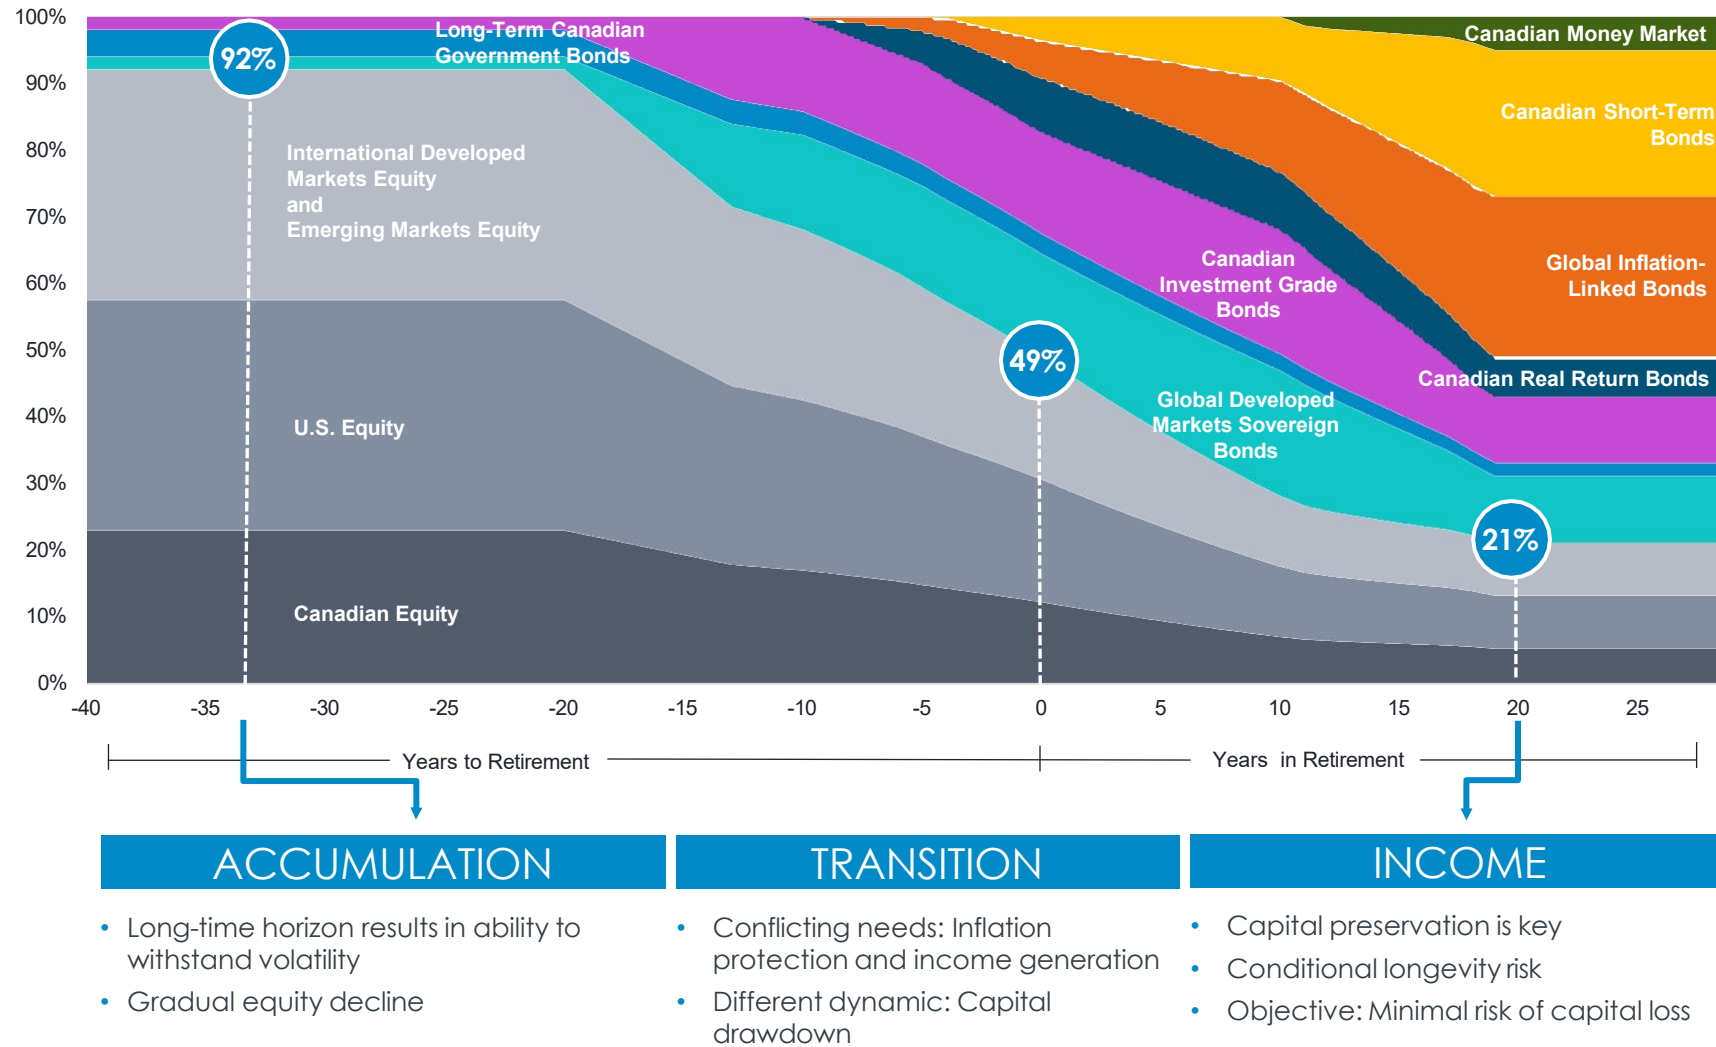 100%
90%
80%
70%
60%
50%
40%
30%
20%
10%
0%
Long-Term Canadian
Government Bonds
92%
International Developed
Markets Equity
and
Emerging Markets Equity
U.S. Equity
Canadian Equity
49%
Canadian
Investment Grade
Bonds
Global Developed
Markets Sovereign
Bonds
21%
Canadian Money Market
Canadian Short-Term
Bonds
Global Inflation-
Linked Bonds
Canadian Real Return Bonds
-40 -35 -30 -25 -20 -15 -10 -5 0 5 10 15 20 25
Years to Retirement
Years in Retirement
ACCUMULATION
• Long-time horizon results in ability to
withstand volatility
• Gradual equity decline
TRANSITION
• Conflicting needs: Inflation
protection and income generation
• Different dynamic: Capital
drawdown
INCOME
• Capital preservation is key
• Conditional longevity risk
• Objective: Minimal risk of capital loss